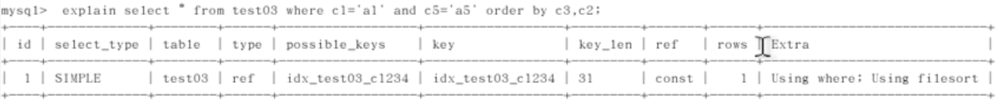 mysql>  explain select * from test03 where c1='a1' and c5='a5' order by c3,c2;
+----+-------------+--------+------+-----------------+-----------------+---------+-------+------+-----------------------------+
| id | select_type | table  | type | possible_keys   | key             | key_len | ref   | rows | Extra                       |
+----+-------------+--------+------+-----------------+-----------------+---------+-------+------+-----------------------------+
|  1 | SIMPLE      | test03 | ref  | idx_test03_c1234 | idx_test03_c1234 | 31      | const |    1 | Using where; Using filesort |
+----+-------------+--------+------+-----------------+-----------------+---------+-------+------+-----------------------------+